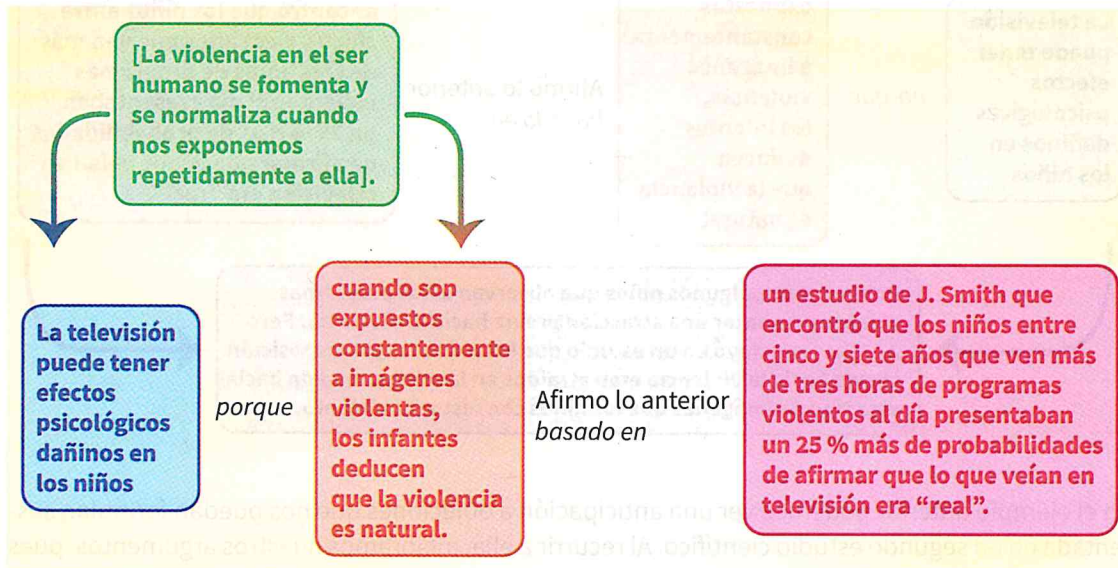 [La violencia en el ser
humano se fomenta y
se normaliza cuando
nos exponemos
repetidamente a ella].
La televisión
puede tener
efectos
psicológicos
dañinos en
los niños
porque
cuando son
expuestos
constantemente
a imágenes
violentas,
los infantes
deducen
que la violencia
es natural.
Afirmo lo anterior
basado en
un estudio de J. Smith que
encontró que los niños entre
cinco y siete años que ven más
de tres horas de programas
violentos al día presentaban
un 25 % más de probabilidades
de afirmar que lo que veían en
televisión era “real”.